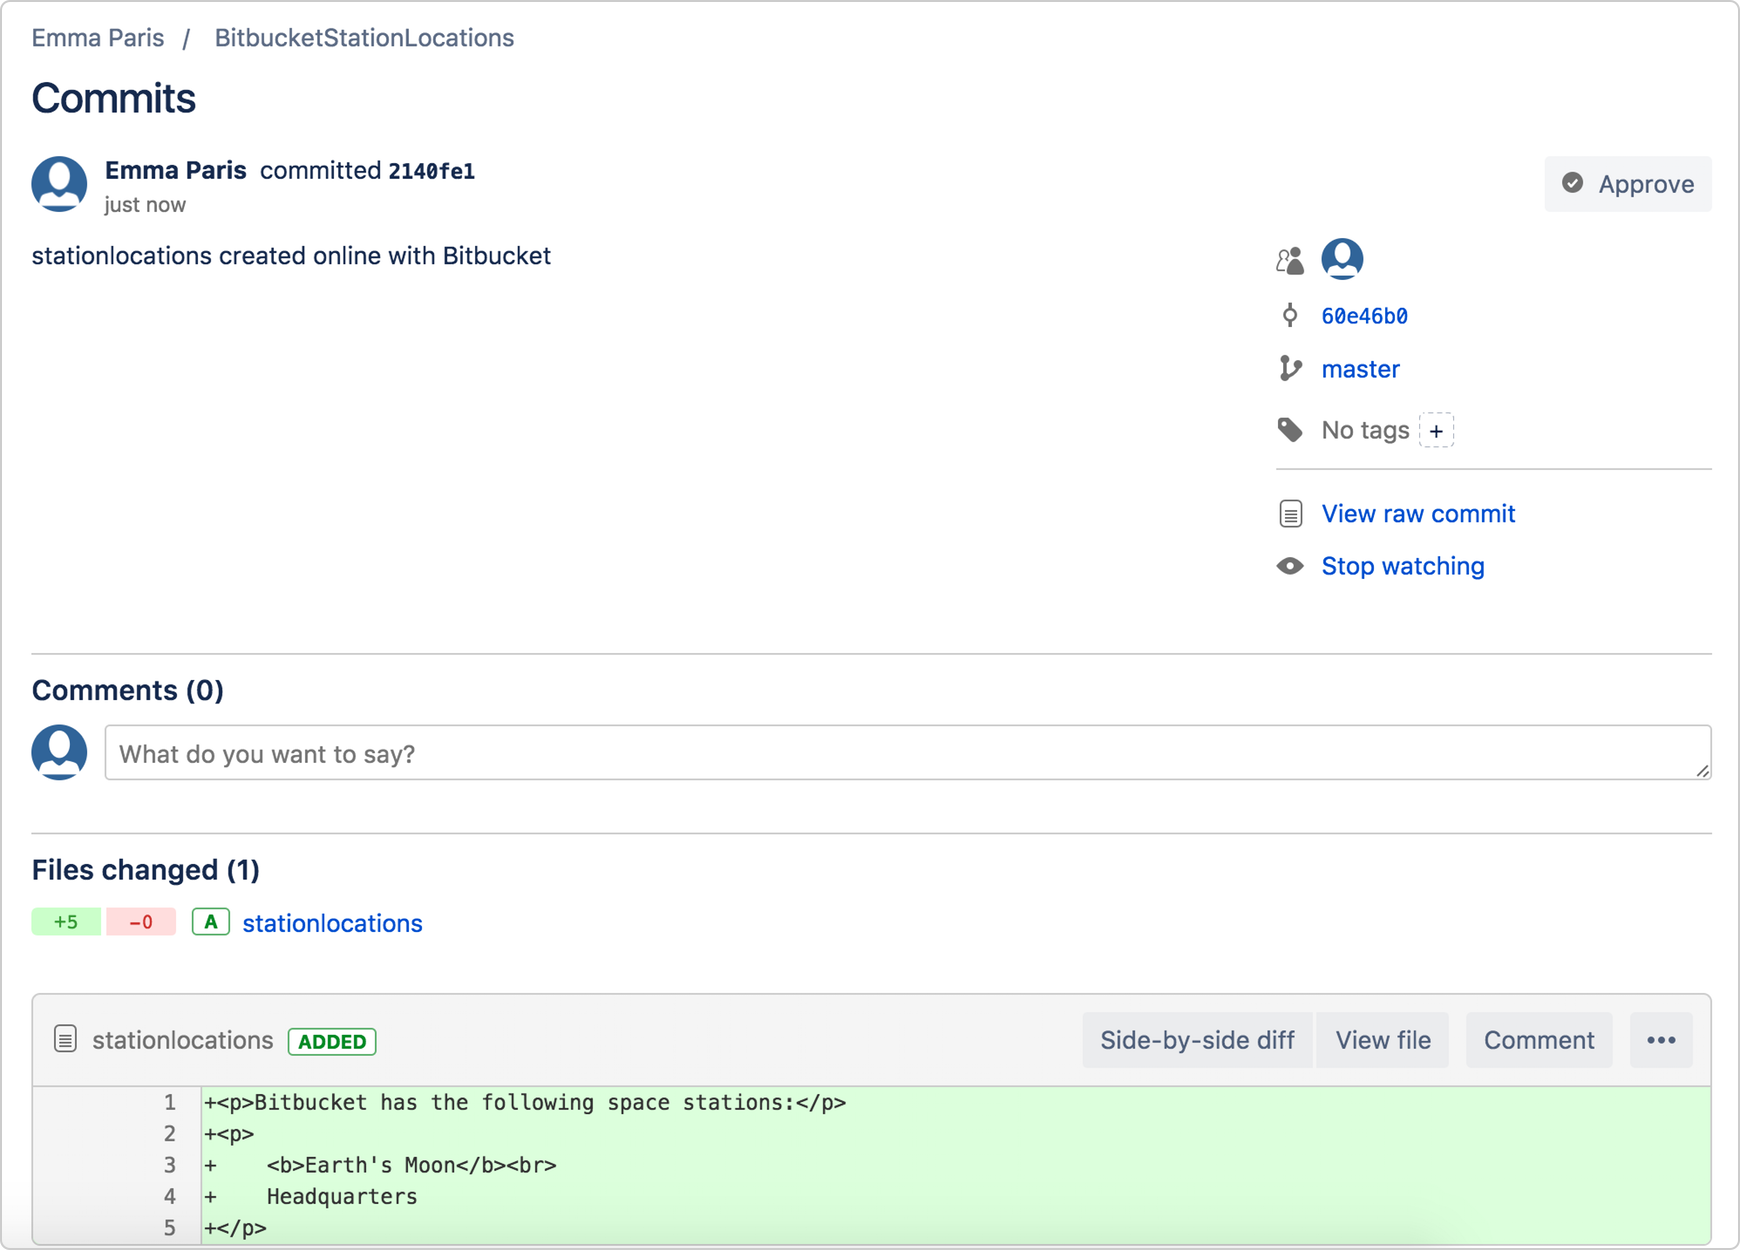 Emma Paris / BitbucketStationLocations
Commits
Emma Paris committed 2140fe1
just now
Approve
stationlocations created online with Bitbucket
60e46b0
master
No tags +
View raw commit
Stop watching
Comments (0)
What do you want to say?
Files changed (1)
+5 -0 A stationlocations
stationlocations ADDED Side-by-side diff View file Comment •••
1 +<p>Bitbucket has the following space stations:</p>
2 +<p>
3 +    <b>Earth's Moon</b><br>
4 +    Headquarters
5 +</p>